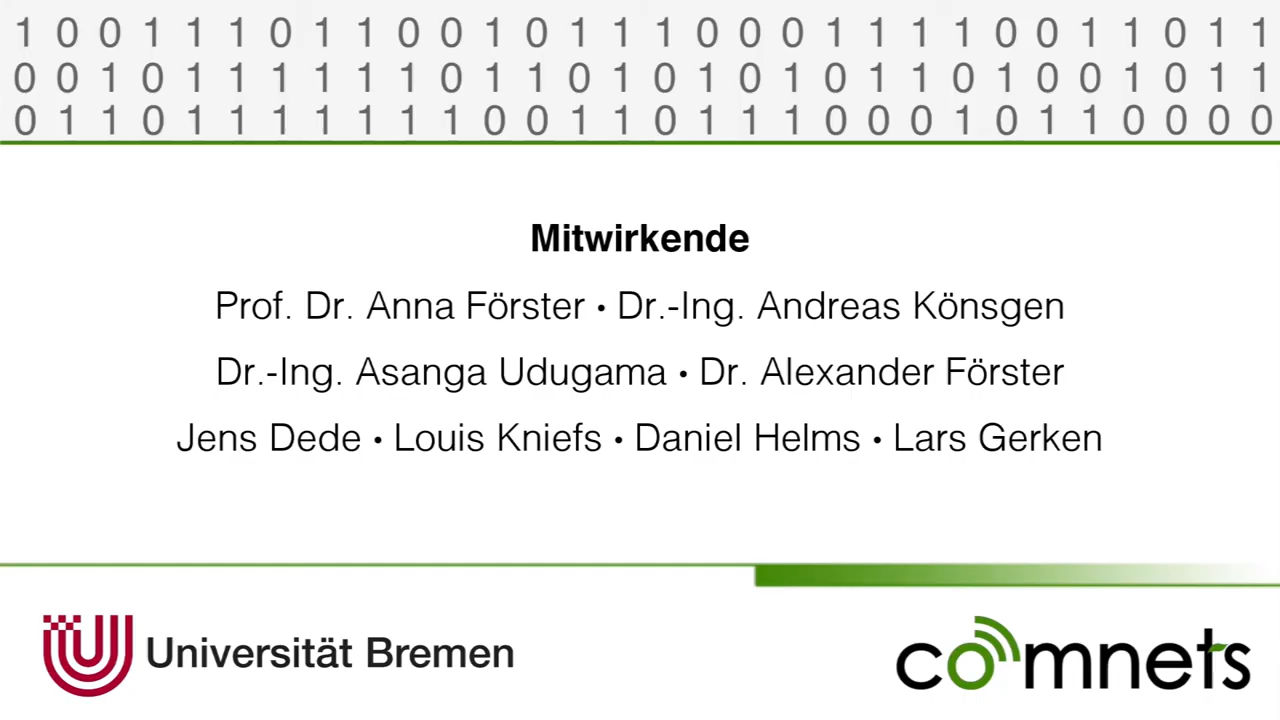 1 0 0 1 1 1 0 1 1 0 0 1 0 1 1 1 0 0 0 1 1 1 1 0 0 1 1 0 1 1
0 0 1 0 1 1 1 1 1 1 0 1 1 0 1 0 1 0 1 0 1 1 0 1 0 0 1 0 1 1
0 1 1 0 1 1 1 1 1 1 1 0 0 1 1 0 1 1 1 0 0 0 1 0 1 1 0 0 0 0
Mitwirkende
Prof. Dr. Anna Förster • Dr.-Ing. Andreas Könsgen
Dr.-Ing. Asanga Udugama • Dr. Alexander Förster
Jens Dede • Louis Kniefs • Daniel Helms • Lars Gerken
Universität Bremen
comnets